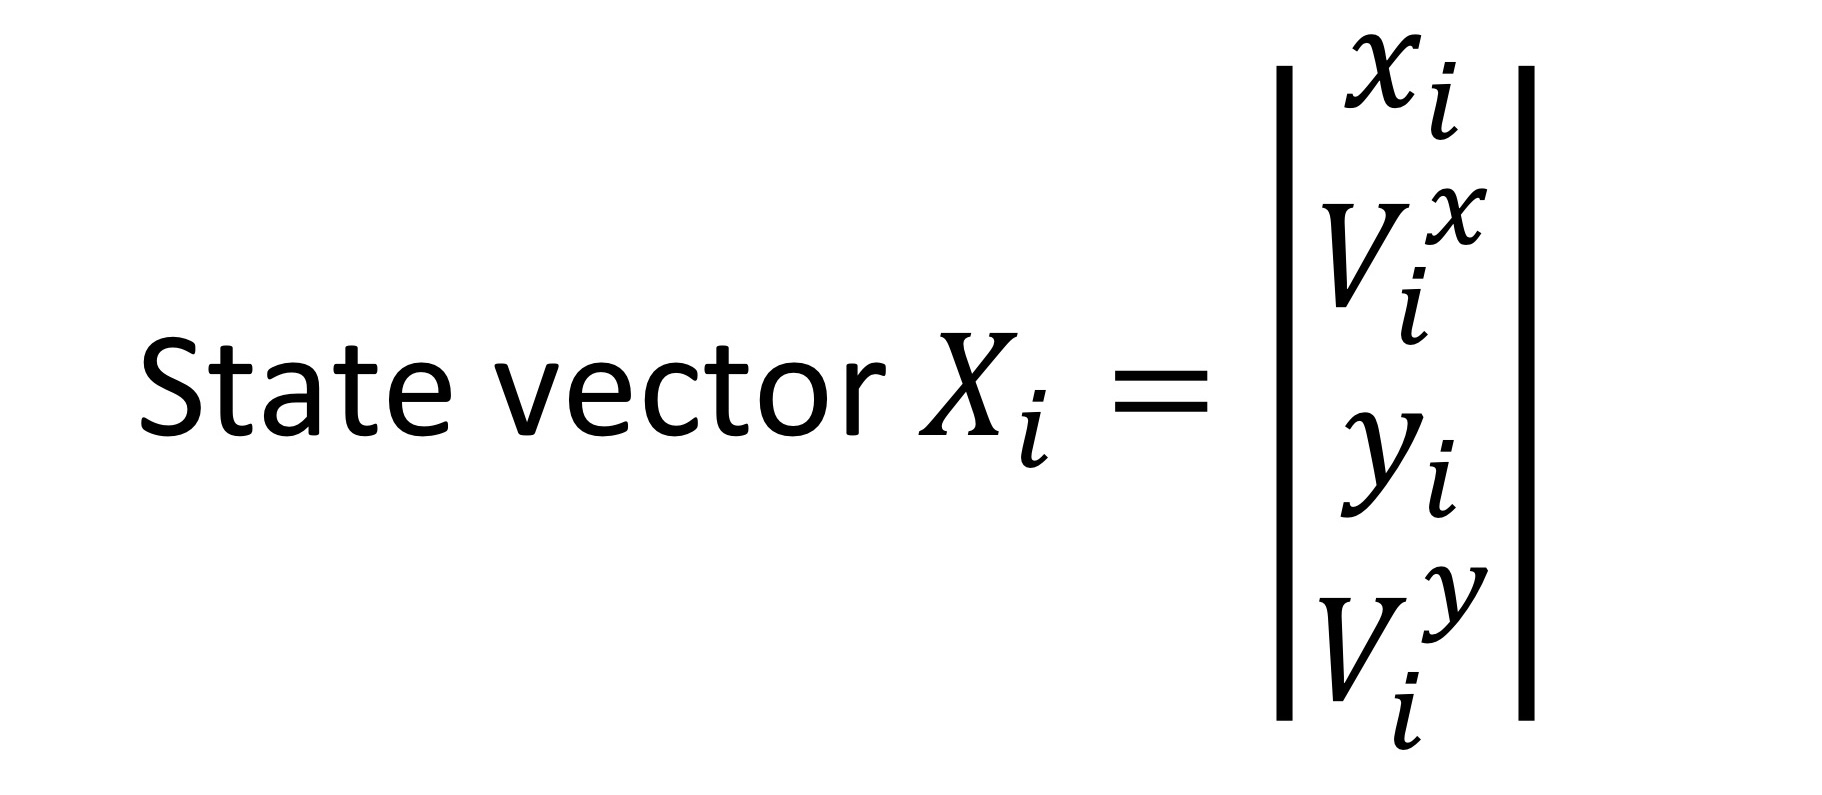 x_i
V_i^x
State vector X_i =
y_i
V_i^y